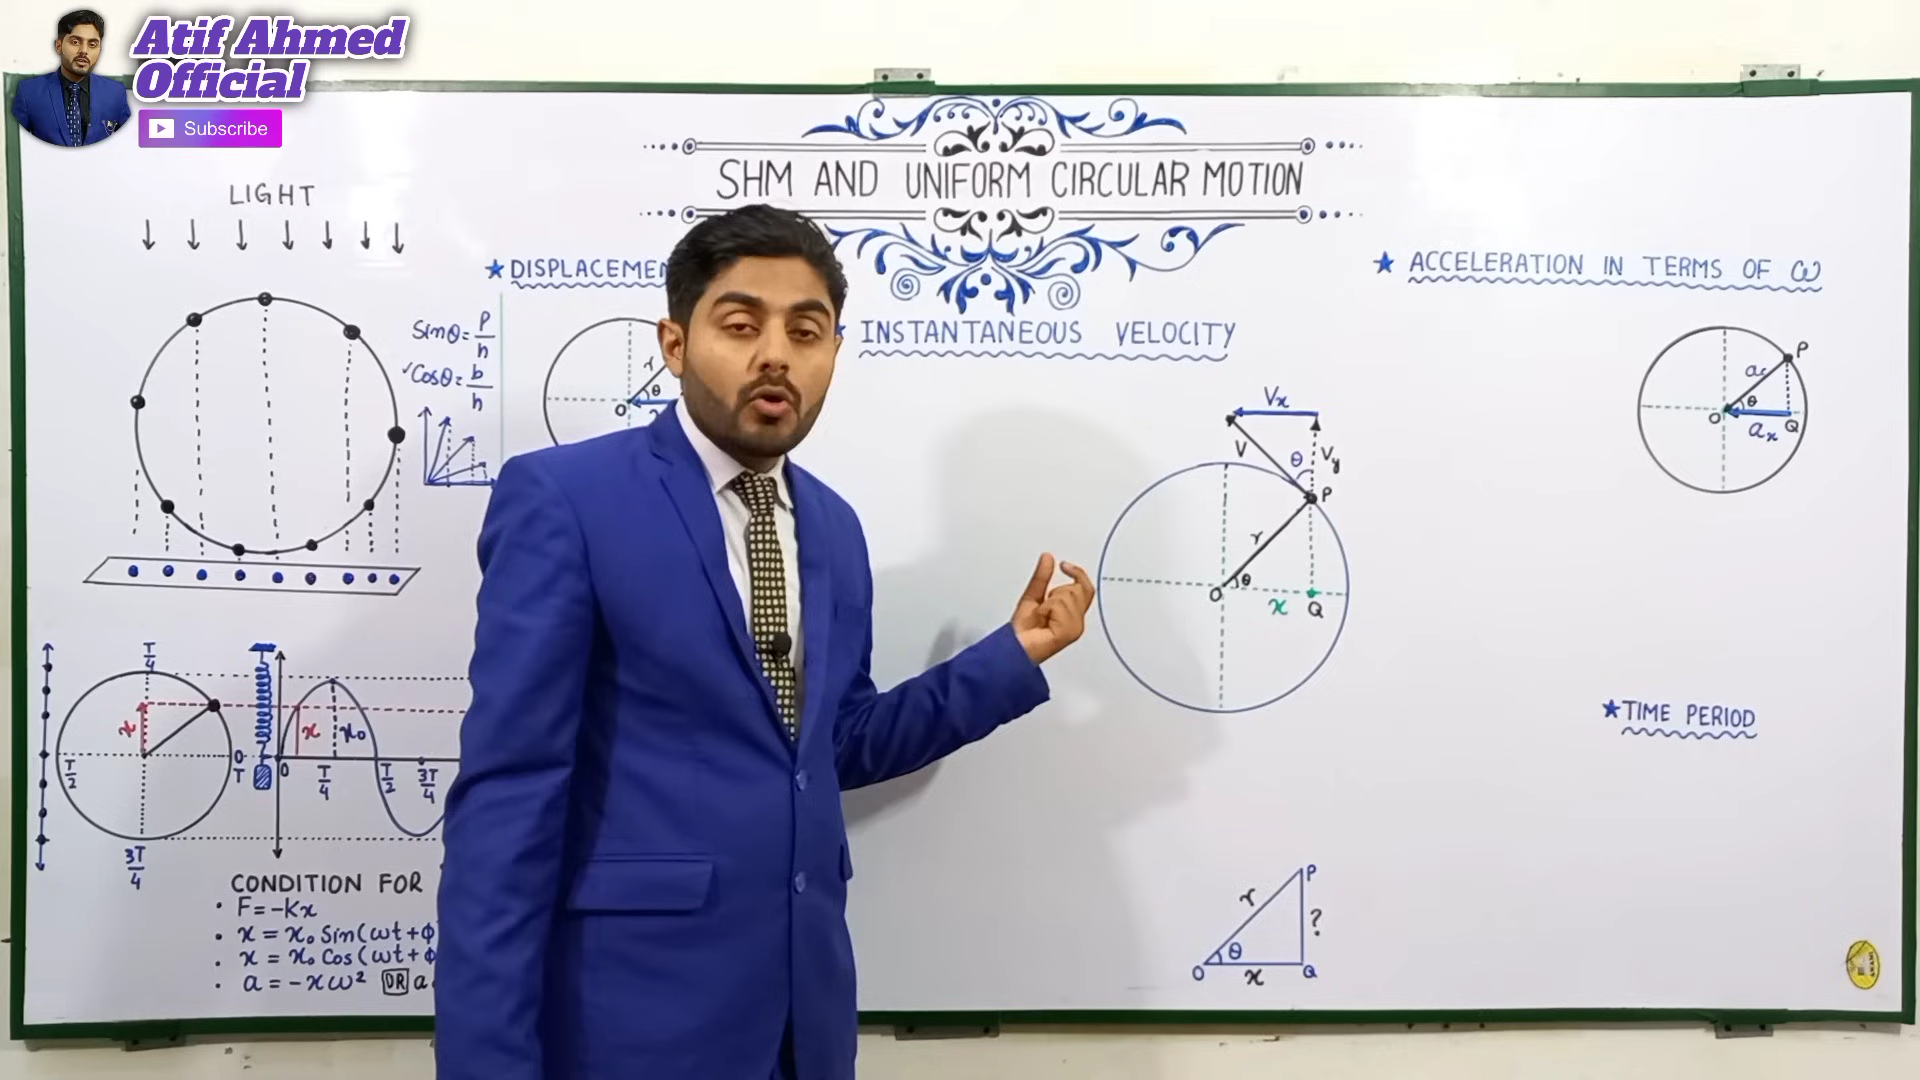 Atif Ahmed
Official
Subscribe
SHM AND UNIFORM CIRCULAR MOTION
LIGHT
★ DISPLACEMEN
Sinθ = P/h
✓Cosθ = b/h
r
θ
O
T/4
x
T/2
0
T
3T/4
x
x₀
0
T/4
T/2
3T/4
CONDITION FOR
• F = -Kx
• x = x₀ Sin(ωt+ϕ
• x = x₀ Cos(ωt+ϕ
• a = -xω² OR a
INSTANTANEOUS VELOCITY
Vx
V
θ
Vy
P
r
θ
O
x
Q
P
r
?
θ
O
x
Q
★ ACCELERATION IN TERMS OF ω
P
ac
θ
O
ax
Q
★ TIME PERIOD